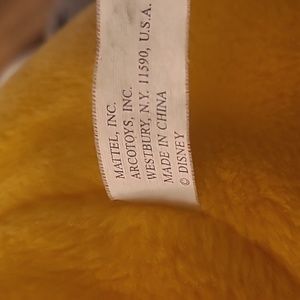 MATTEL, INC.
ARCOTOYS, INC.
WESTBURY, N.Y. 11590, U.S.A.
MADE IN CHINA
© DISNEY